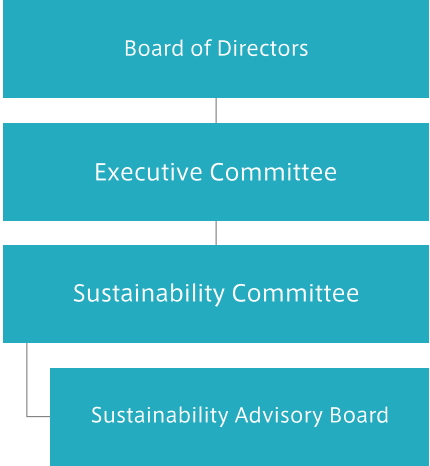 Board of Directors
Executive Committee
Sustainability Committee
Sustainability Advisory Board